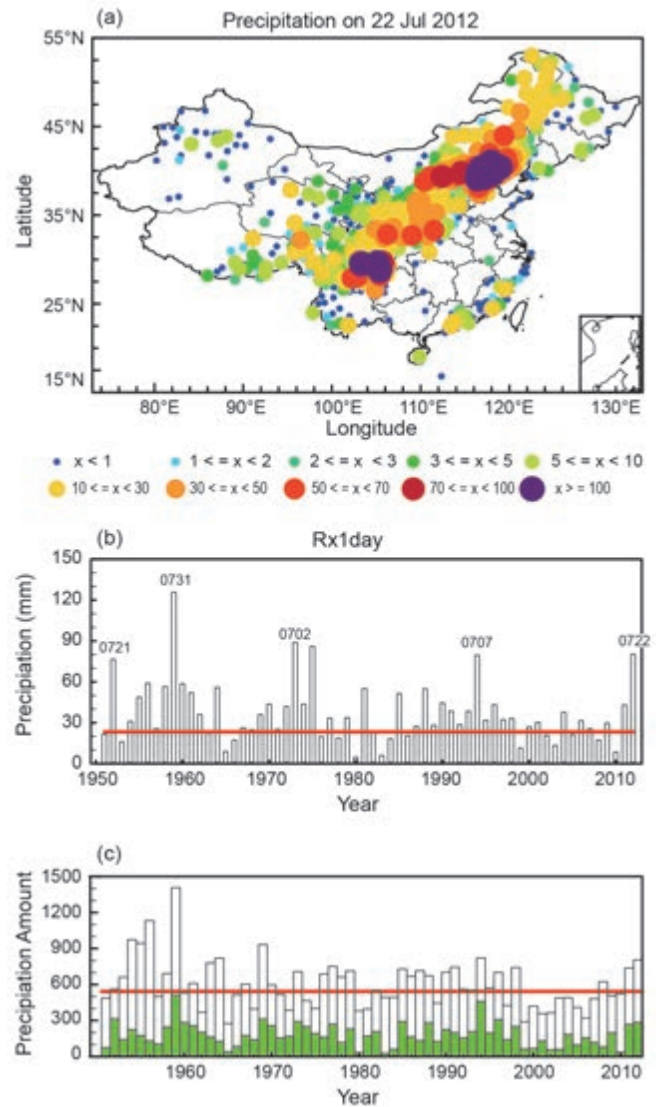 (a) Precipitation on 22 Jul 2012
55°N
45°N
35°N
25°N
15°N
Latitude
80°E 90°E 100°E 110°E 120°E 130°E
Longitude
x < 1 1 < = x < 2 2 < = x < 3 3 < = x < 5 5 < = x < 10
10 < = x < 30 30 < = x < 50 50 < = x < 70 70 < = x < 100 x > = 100
(b) Rx1day
150
120
90
60
30
0
Precipiation (mm)
0721 0731 0702 0707 0722
1950 1960 1970 1980 1990 2000 2010
Year
(c)
1500
1200
900
600
300
0
Precipiation Amount
1960 1970 1980 1990 2000 2010
Year